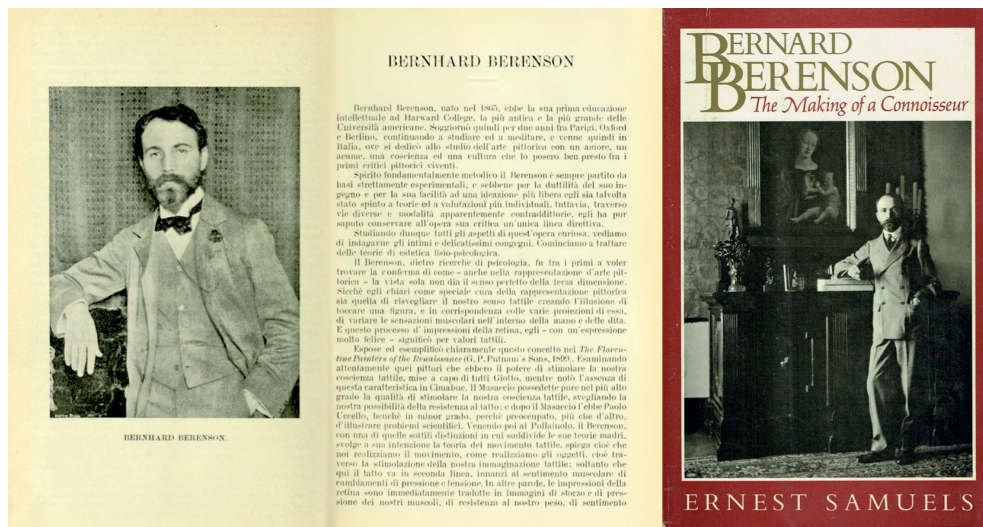 BERNHARD BERENSON.
BERNHARD BERENSON
Bernhard Berenson, nato nel 1865, ebbe la sua prima educazione
intellettuale ad Harward College, la più antica e la più grande delle
Università americane. Soggiornò quindi per due anni fra Parigi, Oxford
e Berlino, continuando a studiare ed a meditare, e venne quindi in
Italia, ove si dedicò allo studio dell'arte pittorica con un amore, un
acume, una coscienza ed una cultura che lo posero ben presto fra i
primi critici pittorici viventi.
Spirito fondamentalmente metodico il Berenson è sempre partito da
basi strettamente esperimentali, e sebbene per la duttilità del suo in-
gegno e per la sua facilità ad una ideazione più libera egli sia talvolta
stato spinto a teorie ed a valutazioni più individuali, tuttavia, traverso
vie diverse e modalità apparentemente contraddittorie, egli ha pur
saputo conservare all'opera sua critica un'unica linea direttiva.
Studiando dunque tutti gli aspetti di quest'opera curiosa, vediamo
di indagarne gli intimi e delicatissimi congegni. Cominciamo a trattare
delle teorie di estetica fisio-psicologica.
Il Berenson, dietro ricerche di psicologia, fu tra i primi a voler
trovare la conferma di come – anche nella rappresentazione d'arte pit-
torica – la vista sola non dia il senso perfetto della terza dimensione.
Sicchè egli chiarì come speciale cura della rappresentazione pittorica
sia quella di risvegliare il nostro senso tattile creando l'illusione di
toccare una figura, e in corrispondenza colle varie proiezioni di essa,
di variare le sensazioni muscolari nell'interno della mano e delle dita.
E questo processo d'impressioni della retina, egli – con un'espressione
molto felice – significò per valori tattili.
Espose ed esemplificò chiaramente questo concetto nei The Floren-
tine Painters of the Renaissance (G. P. Putnam's Sons, 1899). Esaminando
attentamente quei pittori che ebbero il potere di stimolare la nostra
coscienza tattile, mise a capo di tutti Giotto, mentre notò l'assenza di
questa caratteristica in Cimabue. Il Masaccio possedette pure nel più alto
grado la qualità di stimolare la nostra coscienza tattile, svegliando la
nostra possibilità della resistenza al tatto; e dopo il Masaccio l'ebbe Paolo
Uccello, benchè in minor grado, perchè preoccupato, più che d'altro,
d'illustrare problemi scientifici. Venendo poi al Pollaiuolo, il Berenson,
con una di quelle sottili distinzioni in cui suddivide le sue teorie madri,
svolge a sua intenzione la teoria del movimento tattile, spiega cioè che
noi realizziamo il movimento, come realizziamo gli oggetti, cioè tra-
verso la stimolazione della nostra immaginazione tattile; soltanto che
qui il tatto va in seconda linea, innanzi al sentimento muscolare di
cambiamenti di pressione e tensione. In altre parole, le impressioni della
retina sono immediatamente tradotte in immagini di sforzo e di pres-
sione dei nostri muscoli, di resistenza al nostro peso, di sentimento
BERNARD
BERENSON
The Making of a Connoisseur
ERNEST SAMUELS